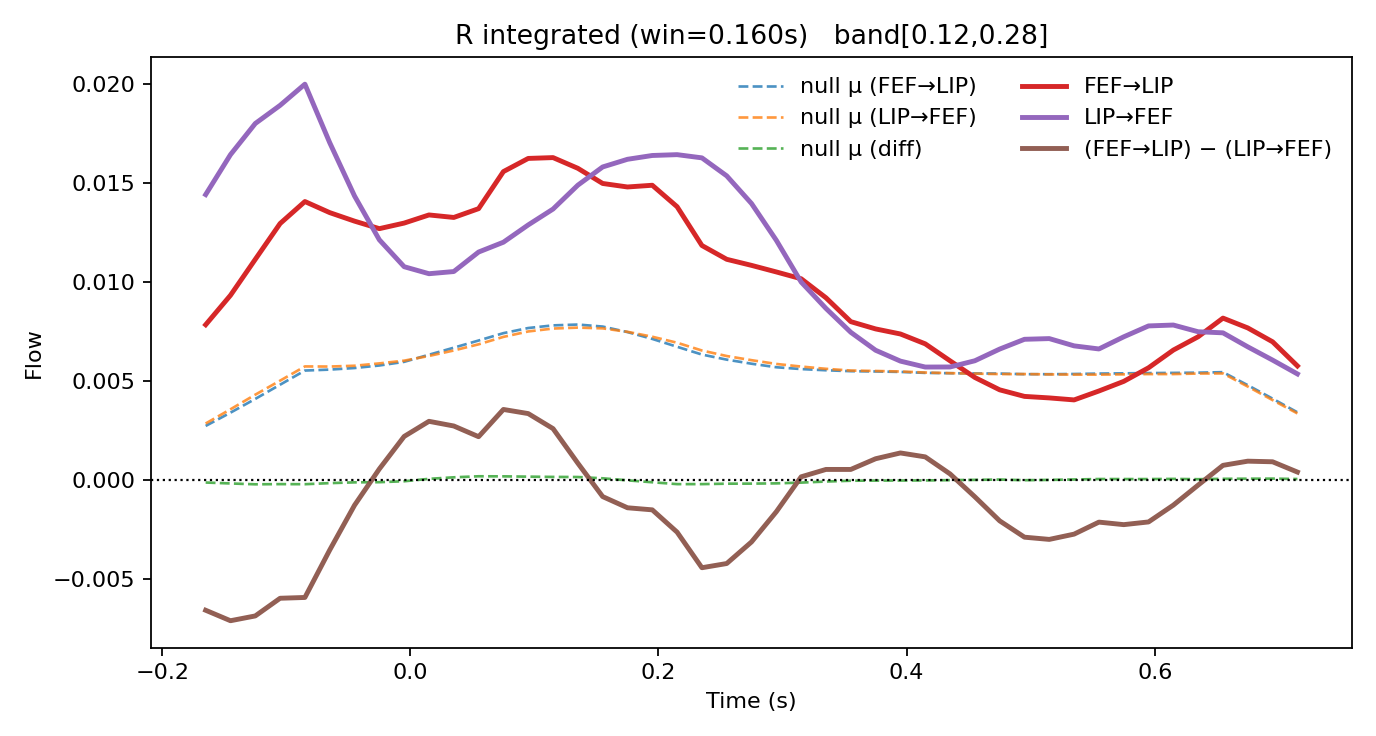 R integrated (win=0.160s)   band[0.12,0.28]
null μ (FEF→LIP)
null μ (LIP→FEF)
null μ (diff)
FEF→LIP
LIP→FEF
(FEF→LIP) − (LIP→FEF)
Flow
0.020
0.015
0.010
0.005
0.000
−0.005
−0.2
0.0
0.2
0.4
0.6
Time (s)